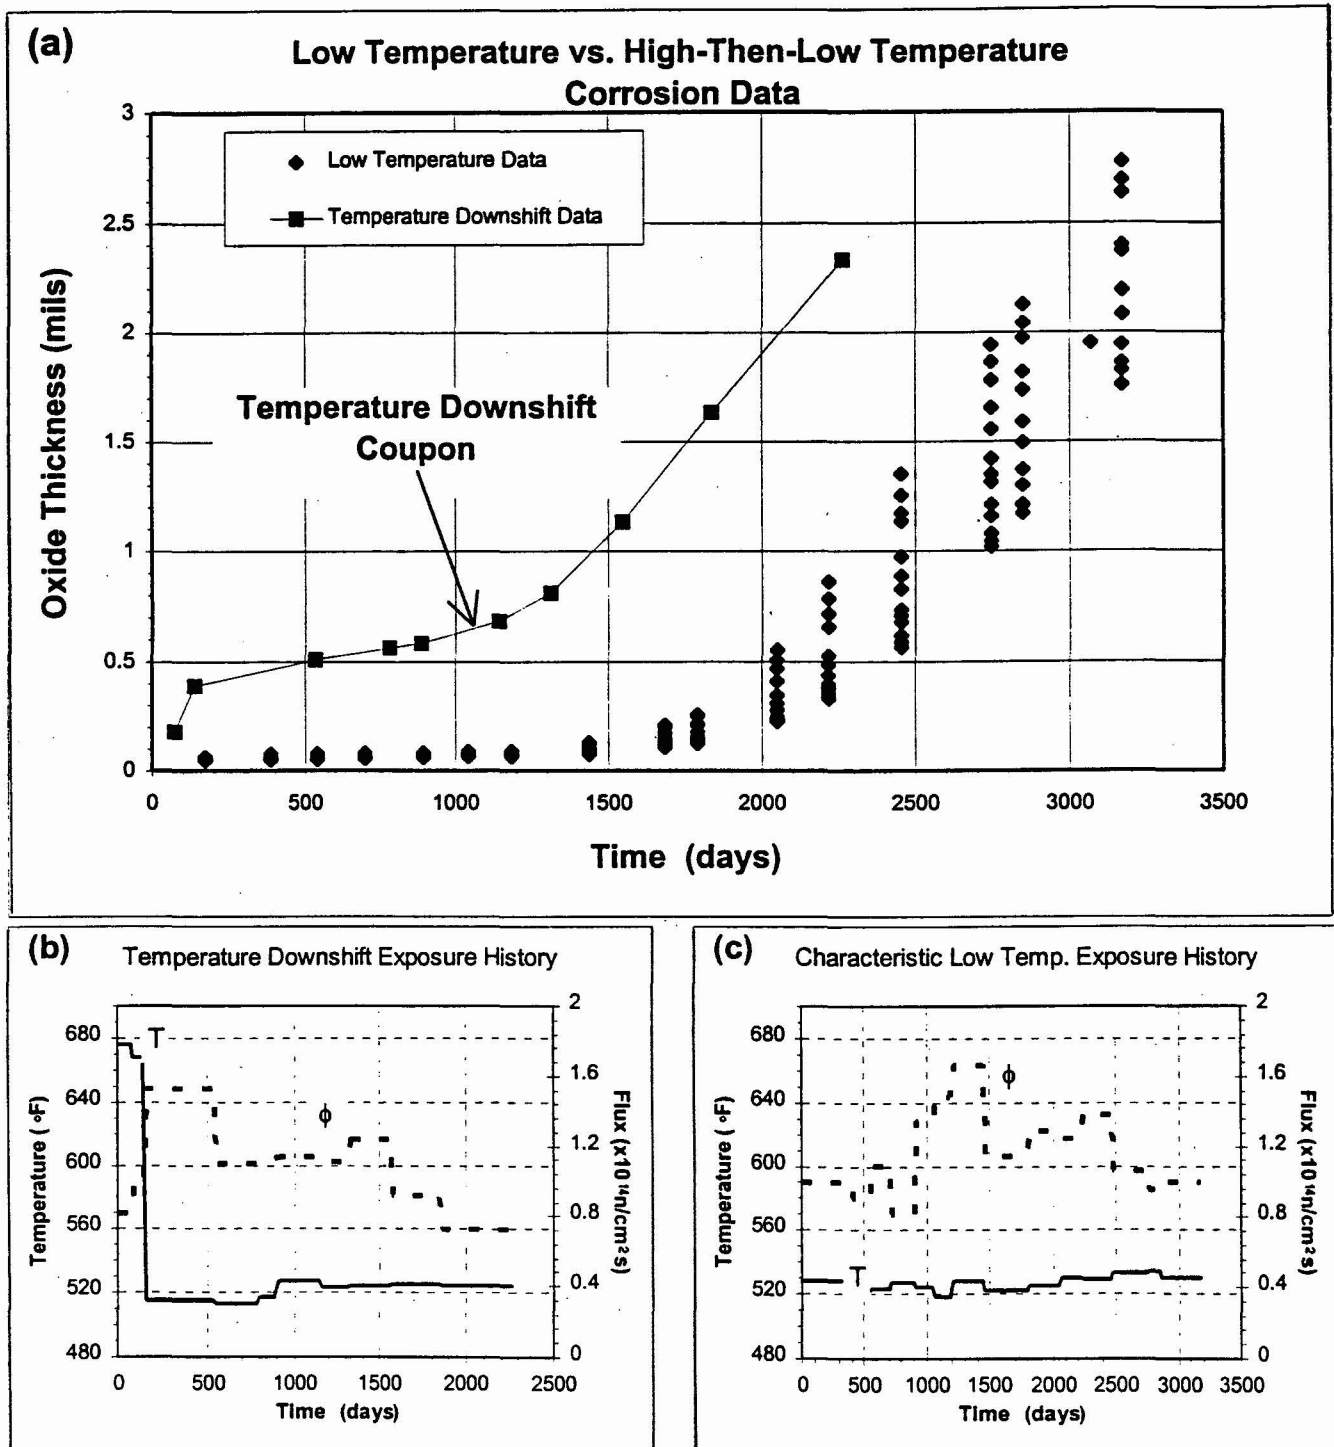 (a)
Low Temperature vs. High-Then-Low Temperature
Corrosion Data
3
2.5
2
1.5
1
0.5
0
Oxide Thickness (mils)
Low Temperature Data
Temperature Downshift Data
Temperature Downshift
Coupon
0 500 1000 1500 2000 2500 3000 3500
Time (days)
(b)
Temperature Downshift Exposure History
680
640
600
560
520
480
Temperature ( °F)
T
ϕ
2
1.6
1.2
0.8
0.4
0
Flux (x10¹⁴n/cm²s)
0 500 1000 1500 2000 2500
Time (days)
(c)
Characteristic Low Temp. Exposure History
680
640
600
560
520
480
Temperature ( °F)
T
ϕ
2
1.6
1.2
0.8
0.4
0
Flux (x10¹⁴n/cm²s)
0 500 1000 1500 2000 2500 3000 3500
Time (days)